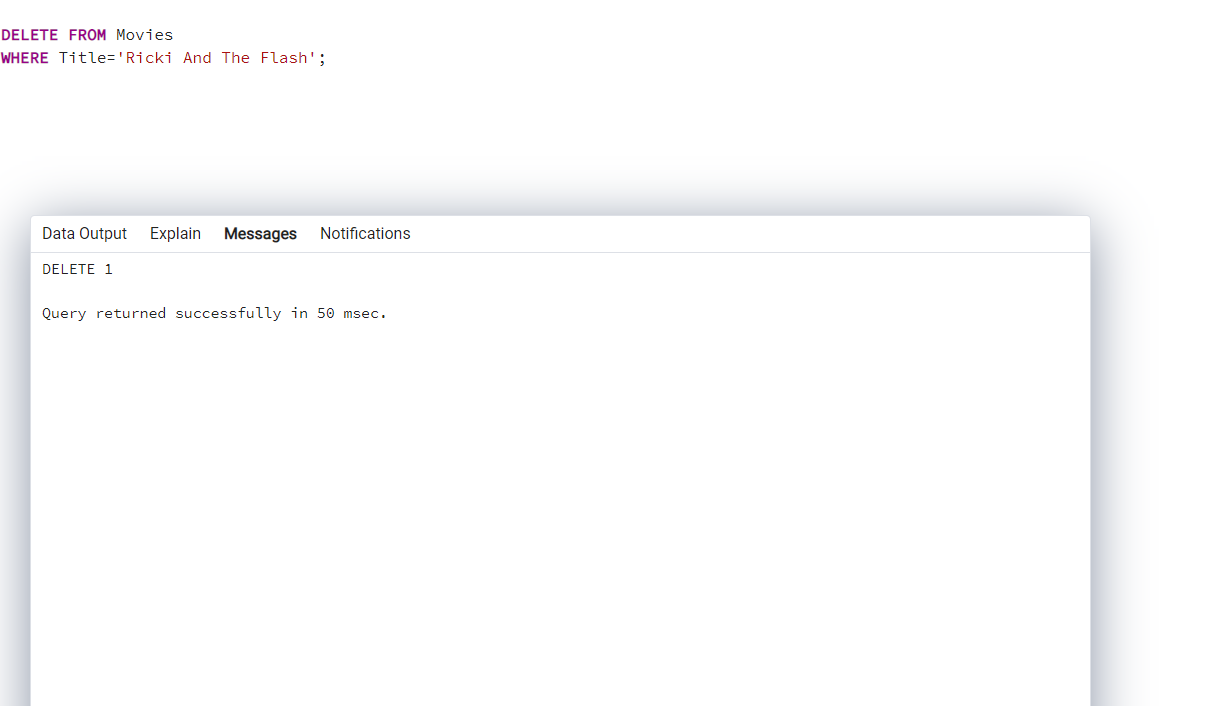 DELETE FROM Movies
WHERE Title='Ricki And The Flash';
Data Output Explain Messages Notifications
DELETE 1
Query returned successfully in 50 msec.